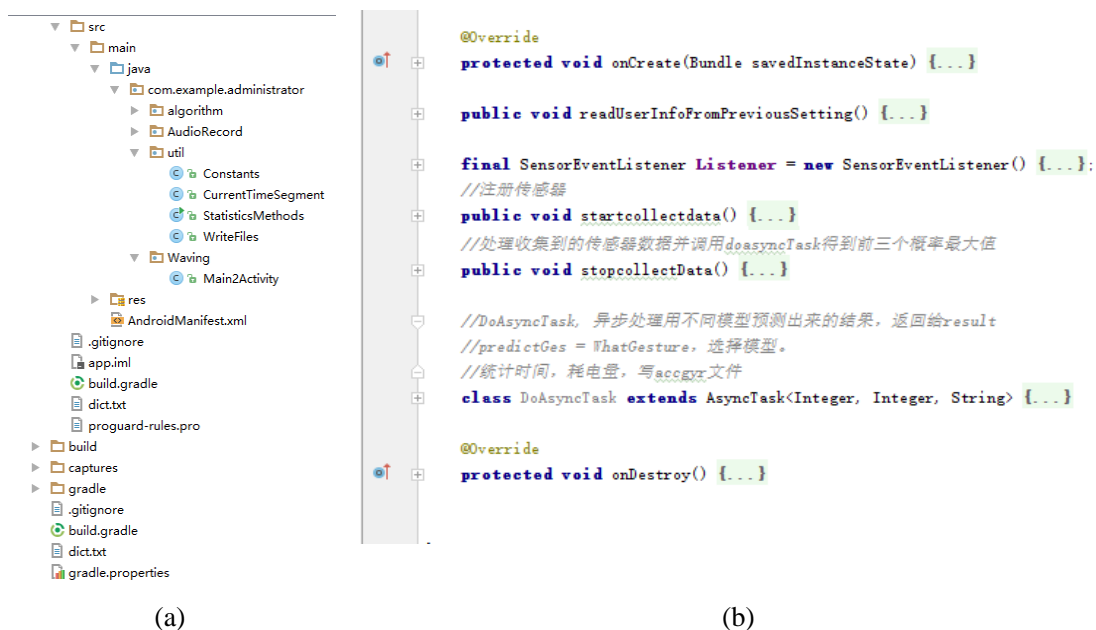 src
main
java
com.example.administrator
algorithm
AudioRecord
util
Constants
CurrentTimeSegment
StatisticsMethods
WriteFiles
Waving
Main2Activity
res
AndroidManifest.xml
.gitignore
app.iml
build.gradle
dict.txt
proguard-rules.pro
build
captures
gradle
.gitignore
build.gradle
dict.txt
gradle.properties
(a)
@Override
protected void onCreate(Bundle savedInstanceState) {...}
public void readUserInfoFromPreviousSetting() {...}
final SensorEventListener Listener = new SensorEventListener() {...};
//注册传感器
public void startcollectdata() {...}
//处理收集到的传感器数据并调用doasyncTask得到前三个概率最大值
public void stopcollectData() {...}
//DoAsyncTask, 异步处理用不同模型预测出来的结果，返回给result
//predictGes = WhatGesture，选择模型。
//统计时间，耗电量，写accgyr文件
class DoAsyncTask extends AsyncTask<Integer, Integer, String> {...}
@Override
protected void onDestroy() {...}
(b)